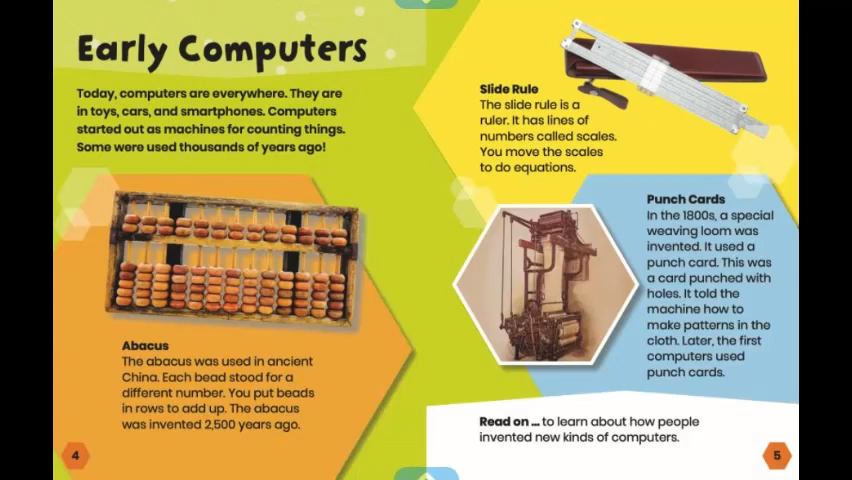 Early Computers
Today, computers are everywhere. They are
in toys, cars, and smartphones. Computers
started out as machines for counting things.
Some were used thousands of years ago!
Abacus
The abacus was used in ancient
China. Each bead stood for a
different number. You put beads
in rows to add up. The abacus
was invented 2,500 years ago.
4
Slide Rule
The slide rule is a
ruler. It has lines of
numbers called scales.
You move the scales
to do equations.
Punch Cards
In the 1800s, a special
weaving loom was
invented. It used a
punch card. This was
a card punched with
holes. It told the
machine how to
make patterns in the
cloth. Later, the first
computers used
punch cards.
Read on ... to learn about how people
invented new kinds of computers.
5